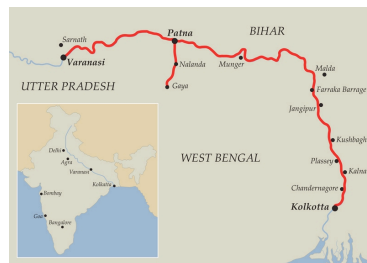 Sarnath
Varanasi
Patna
BIHAR
Nalanda
Gaya
Munger
Malda
Farraka Barrage
Jangipur
UTTER PRADESH
WEST BENGAL
Kushbagh
Plassey
Kalna
Chandernagore
Kolkotta
Delhi
Agra
Varanasi
Kolkatta
Bombay
Goa
Bangalore